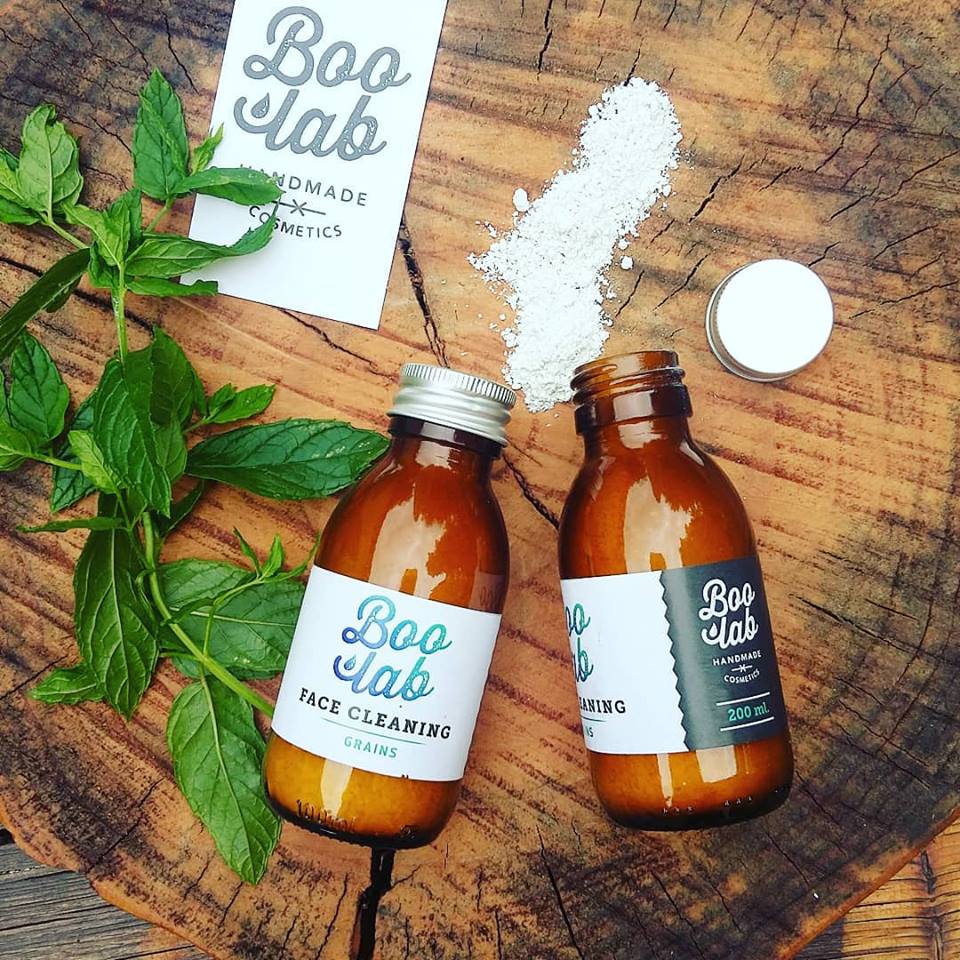 Boo
lab
HANDMADE
COSMETICS
Boo
lab
FACE CLEANING
GRAINS
oo
ab
EANING
NS
Boo
lab
HANDMADE
COSMETICS
200 ml.